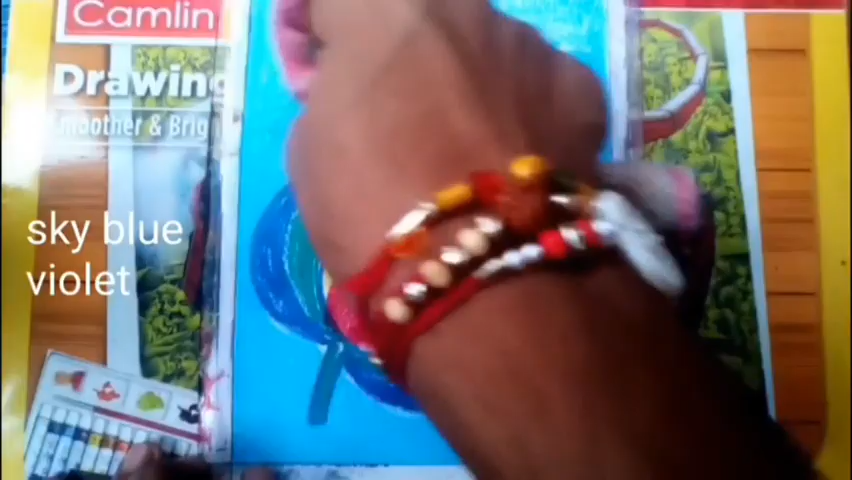 Camlin
Drawing
Smoother & Brig
sky blue
violet